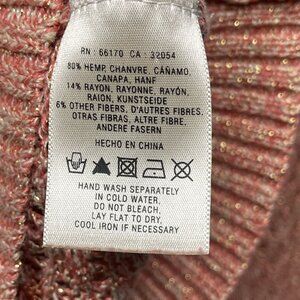 RN : 66170 CA : 32054
80% HEMP, CHANVRE, CÁÑAMO,
CANAPA, HANF
14% RAYON, RAYONNE, RAYÓN,
RAION, KUNSTSEIDE
6% OTHER FIBERS, D'AUTRES FIBRES,
OTRAS FIBRAS, ALTRE FIBRE,
ANDERE FASERN
HECHO EN CHINA
HAND WASH SEPARATELY
IN COLD WATER.
DO NOT BLEACH,
LAY FLAT TO DRY,
COOL IRON IF NECESSARY